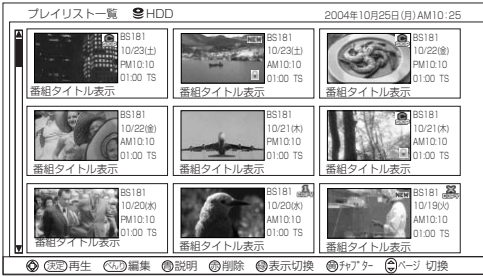 プレイリスト一覧 HDD 2004年10月25日(月)AM10:25
BS181
10/23(土)
PM10:10
01:00 TS
番組タイトル表示
NEW
BS181
10/23(土)
AM10:10
01:00 TS
番組タイトル表示
BS181
10/22(金)
PM10:10
01:00 TS
番組タイトル表示
BS181
10/22(金)
AM10:10
01:00 TS
番組タイトル表示
BS181
10/21(木)
PM10:10
01:00 TS
番組タイトル表示
BS181
10/21(木)
AM10:10
01:00 TS
番組タイトル表示
BS181
10/20(水)
PM10:10
01:00 TS
番組タイトル表示
BS181
10/20(水)
AM10:10
01:00 TS
番組タイトル表示
NEW
BS181
10/19(火)
PM10:10
01:00 TS
番組タイトル表示
決定 再生 ぺんり 編集 青 説明 赤 削除 緑 表示切換 黄 チャプター ページ 切換